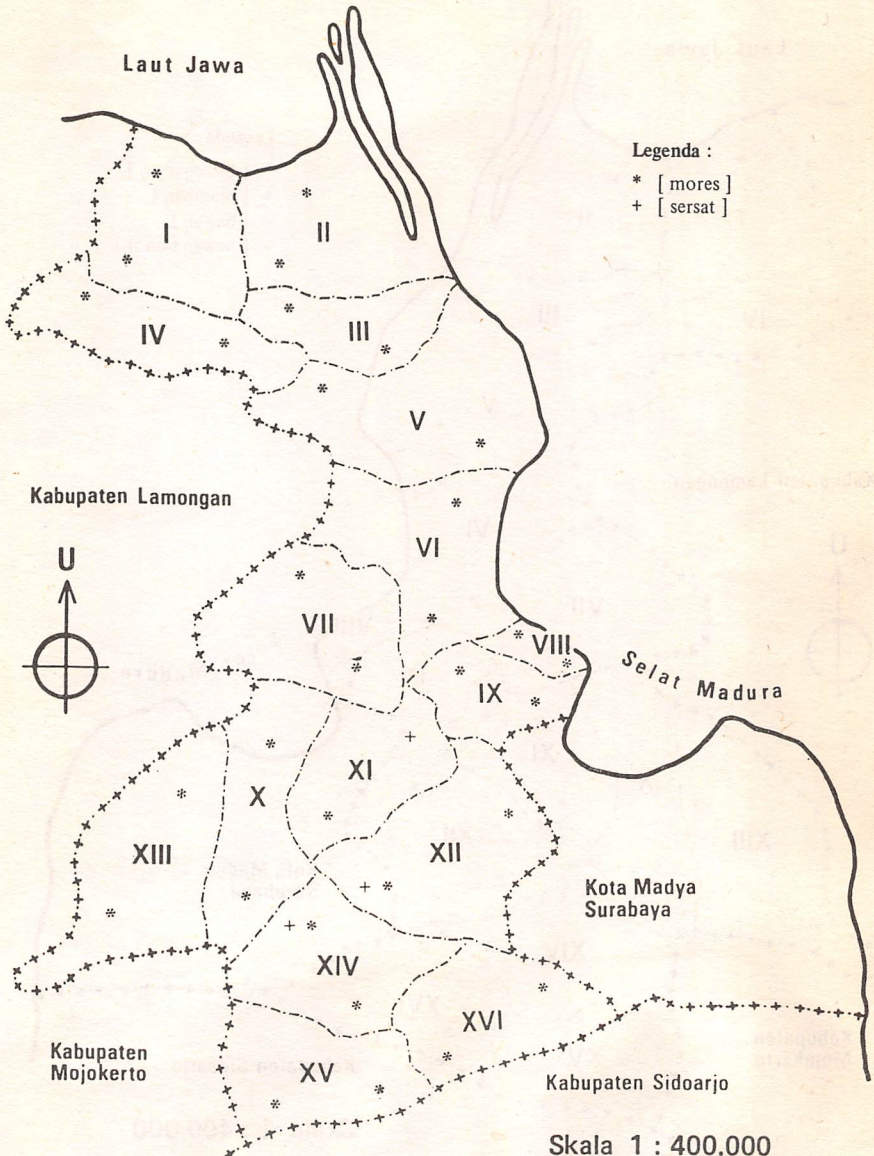 Laut Jawa
Legenda :
* [ mores ]
+ [ sersat ]
I
II
III
IV
V
Kabupaten Lamongan
VI
U
VII
VIII
Selat Madura
IX
XI
X
XIII
XII
Kota Madya
Surabaya
XIV
XVI
Kabupaten
Mojokerto
XV
Kabupaten Sidoarjo
Skala 1 : 400.000